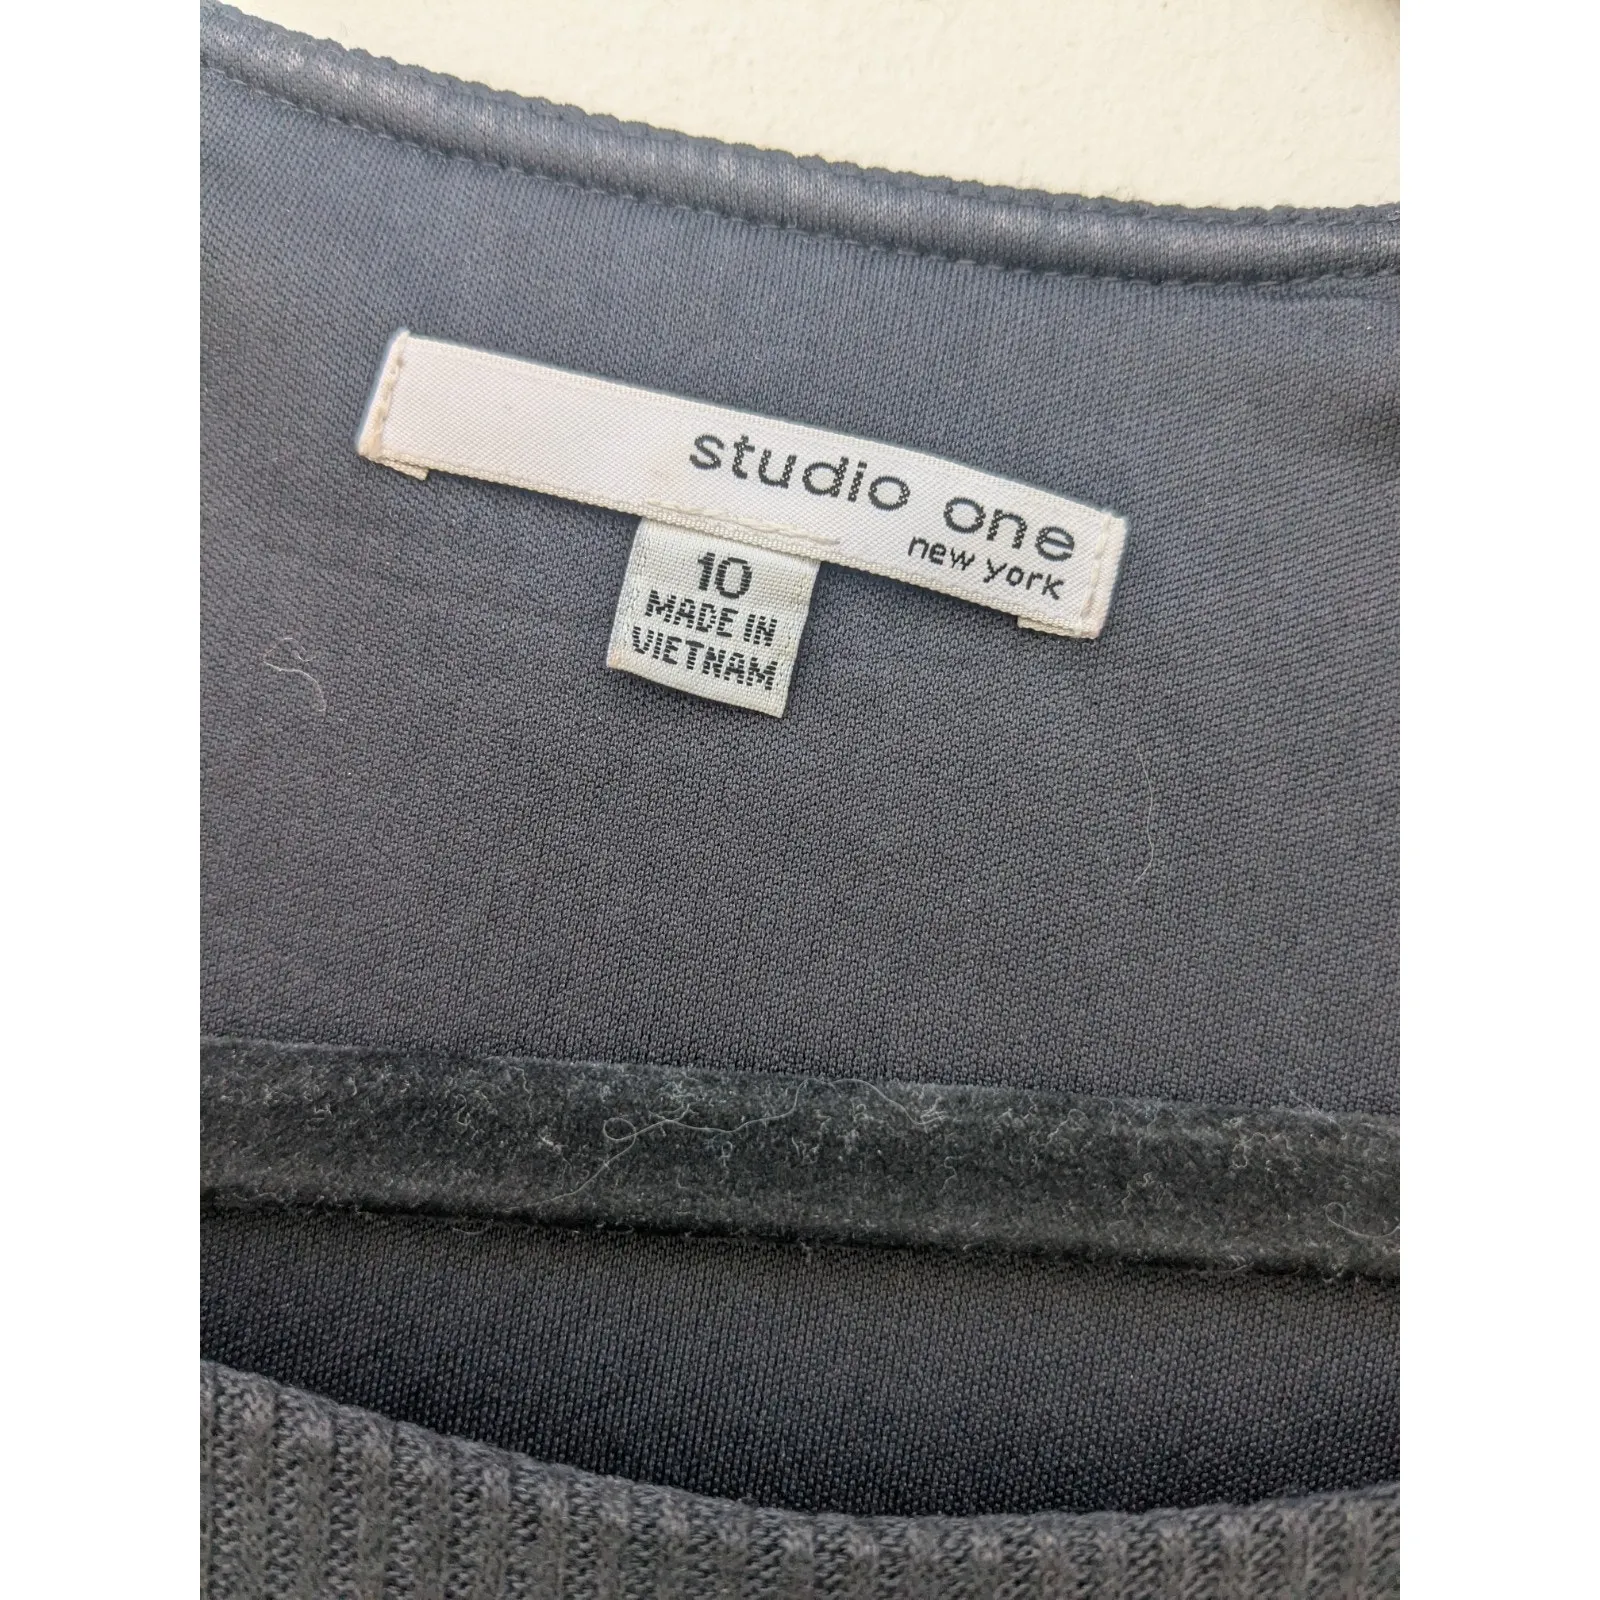 studio one
new york
10
MADE IN
VIETNAM